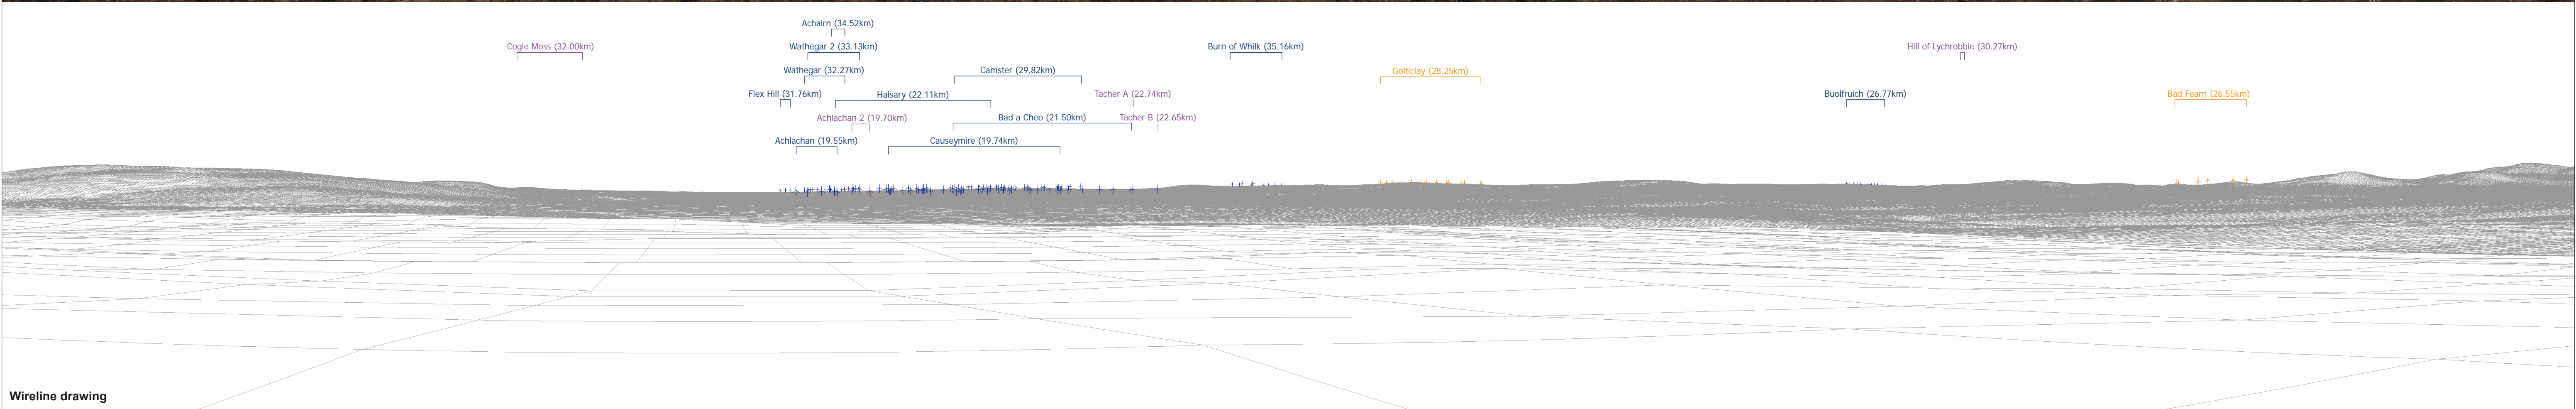 Achairn (34.52km)
Cogle Moss (32.00km)
Wathegar 2 (33.13km)
Burn of Whilk (35.16km)
Hill of Lychrobbie (30.27km)
Wathegar (32.27km)
Camster (29.82km)
Golticlay (28.25km)
Flex Hill (31.76km)
Halsary (22.11km)
Tacher A (22.74km)
Buolfruich (26.77km)
Bad Fearn (26.55km)
Achlachan 2 (19.70km)
Bad a Cheo (21.50km)
Tacher B (22.65km)
Achlachan (19.55km)
Causeymire (19.74km)
Wireline drawing